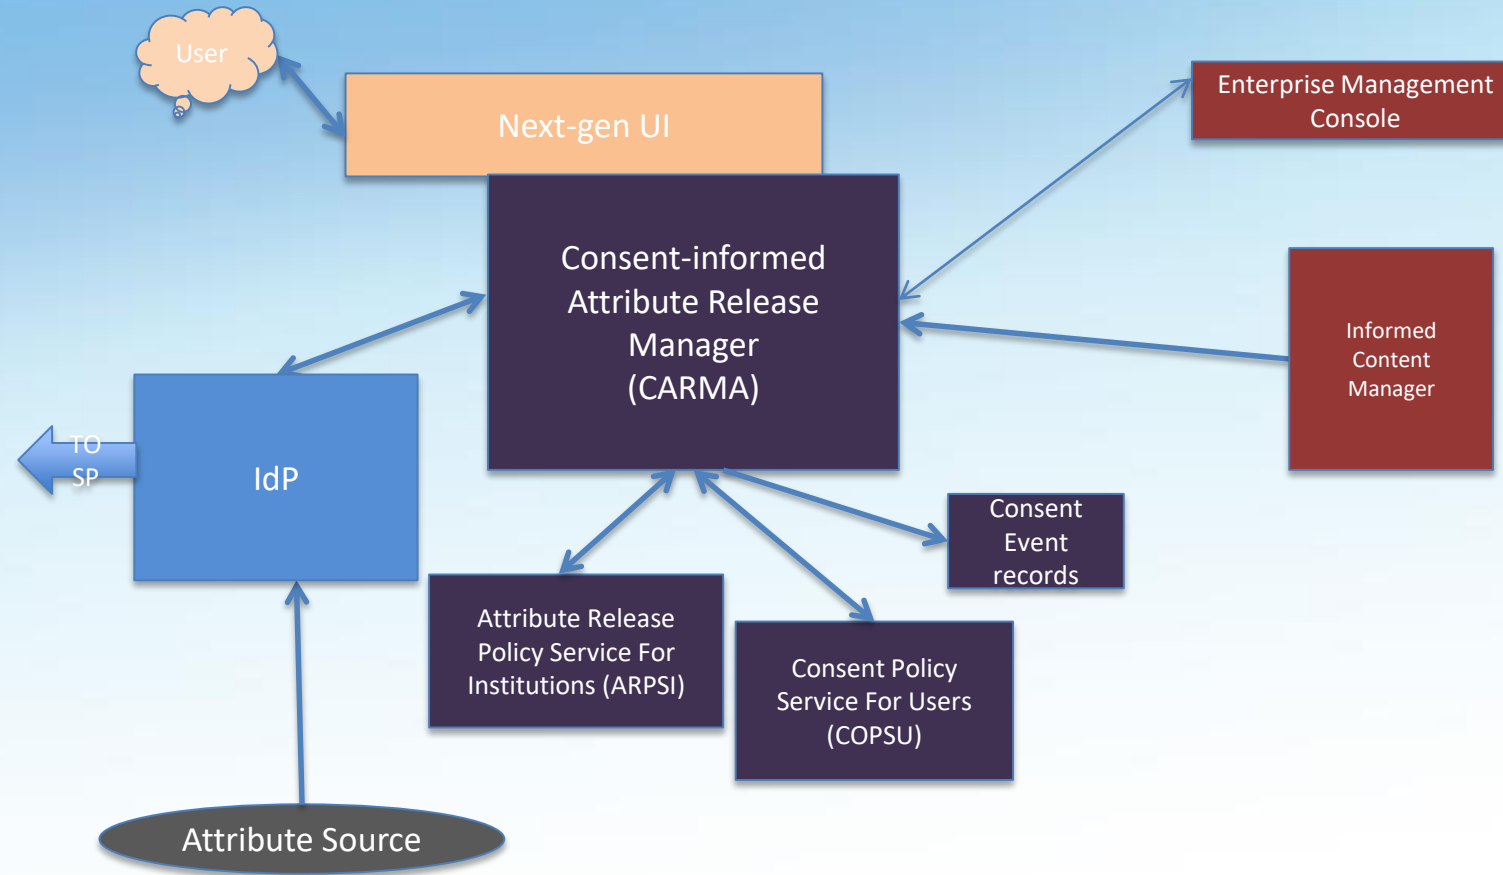 User
Next-gen UI
Enterprise Management
Console
Consent-informed
Attribute Release
Manager
(CARMA)
Informed
Content
Manager
TO
SP
IdP
Consent
Event
records
Attribute Release
Policy Service For
Institutions (ARPSI)
Consent Policy
Service For Users
(COPSU)
Attribute Source